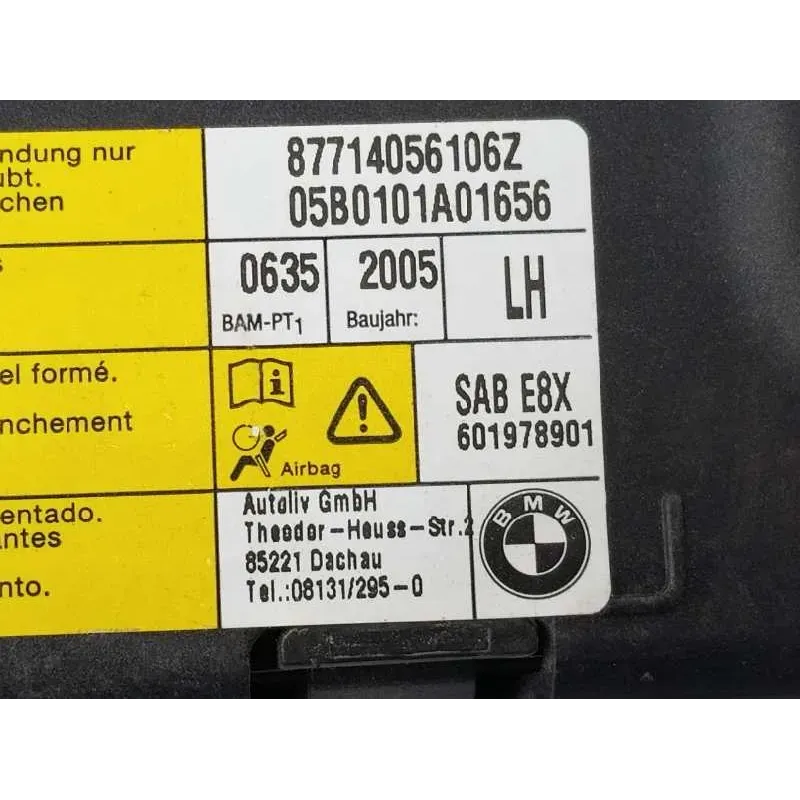 ndung nur
ubt.
chen
87714056106Z
05B0101A01656
s
0635
BAM-PT1
2005
Baujahr:
LH
el formé.
nchement
i
Airbag
SAB E8X
601978901
entado.
antes
nto.
Autoliv GmbH
Theodor-Heuss-Str.2
85221 Dachau
Tel.:08131/295-0
BMW